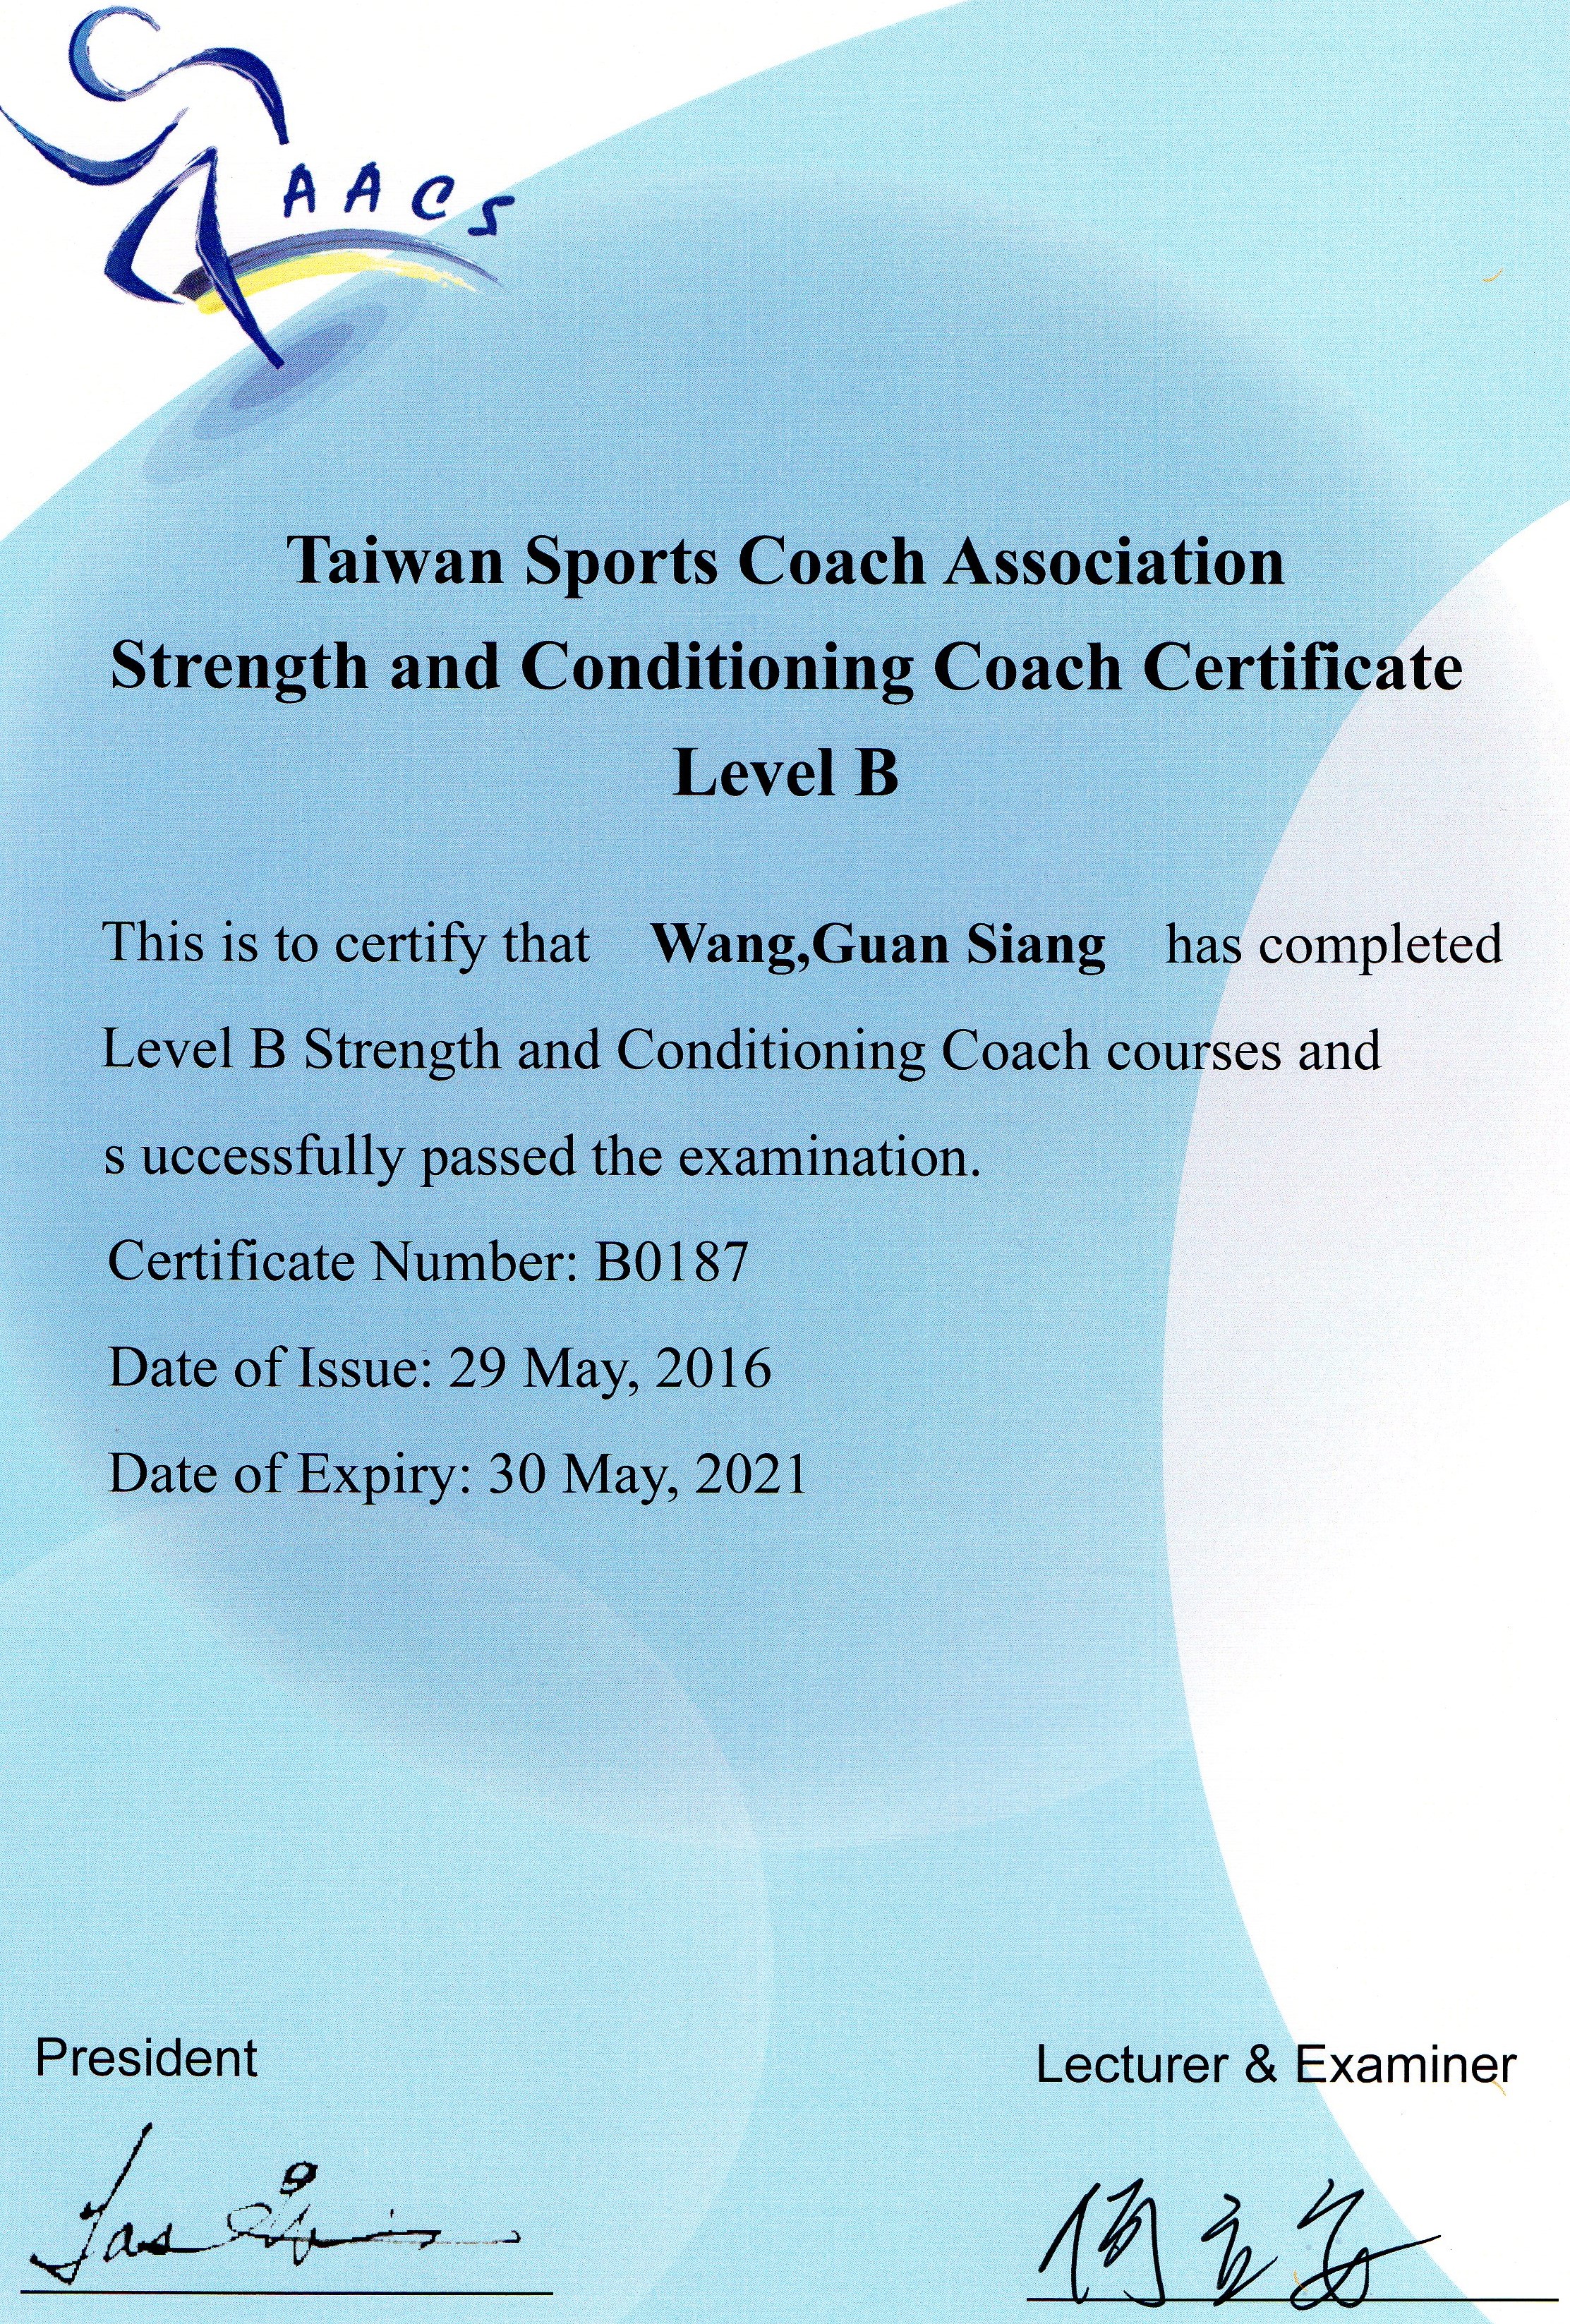 AACS
Taiwan Sports Coach Association
Strength and Conditioning Coach Certificate
Level B
This is to certify that Wang,Guan Siang has completed
Level B Strength and Conditioning Coach courses and
s uccessfully passed the examination.
Certificate Number: B0187
Date of Issue: 29 May, 2016
Date of Expiry: 30 May, 2021
President
Lecturer & Examiner